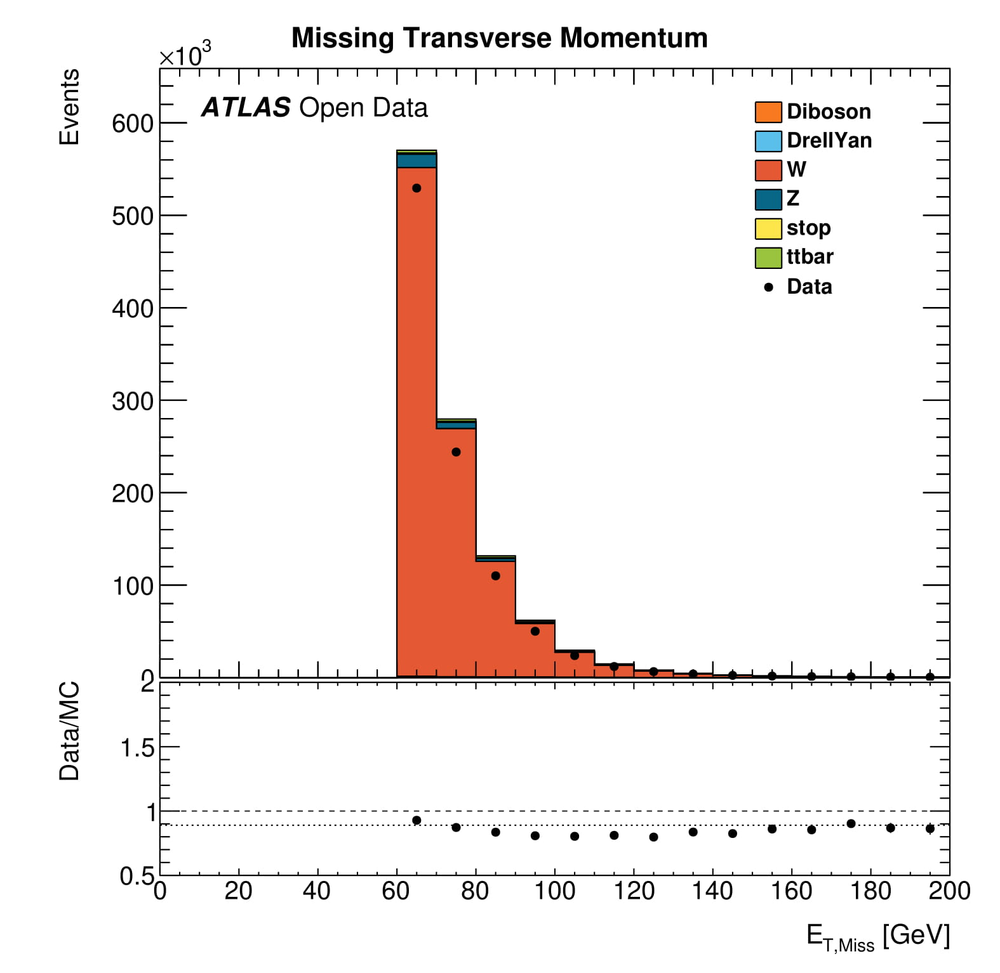 Missing Transverse Momentum
×10³
Events
ATLAS Open Data
Diboson
DrellYan
W
Z
stop
ttbar
Data
600
500
400
300
200
100
0
Data/MC
2
1.5
1
0.5
0 20 40 60 80 100 120 140 160 180 200
E_T,Miss [GeV]